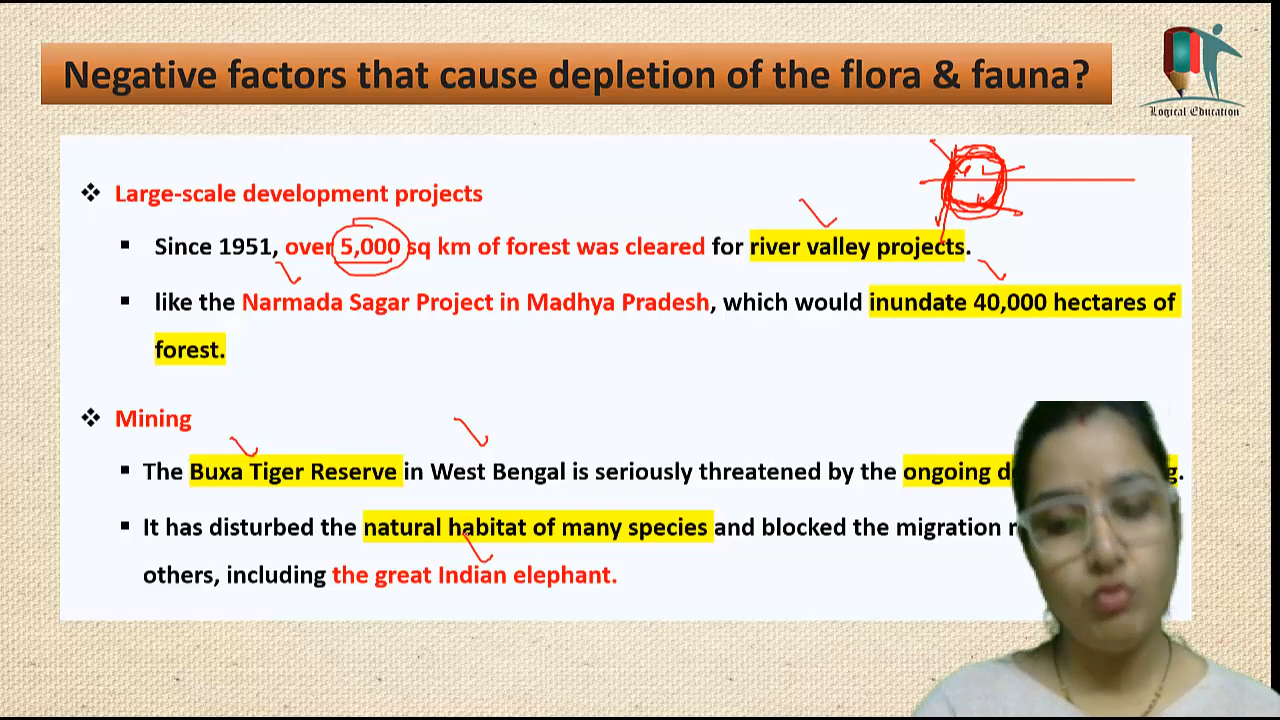 Negative factors that cause depletion of the flora & fauna?
Logical Education
❖ Large-scale development projects
▪ Since 1951, over 5,000 sq km of forest was cleared for river valley projects.
▪ like the Narmada Sagar Project in Madhya Pradesh, which would inundate 40,000 hectares of
forest.
❖ Mining
▪ The Buxa Tiger Reserve in West Bengal is seriously threatened by the ongoing
▪ It has disturbed the natural habitat of many species and blocked the migration
others, including the great Indian elephant.